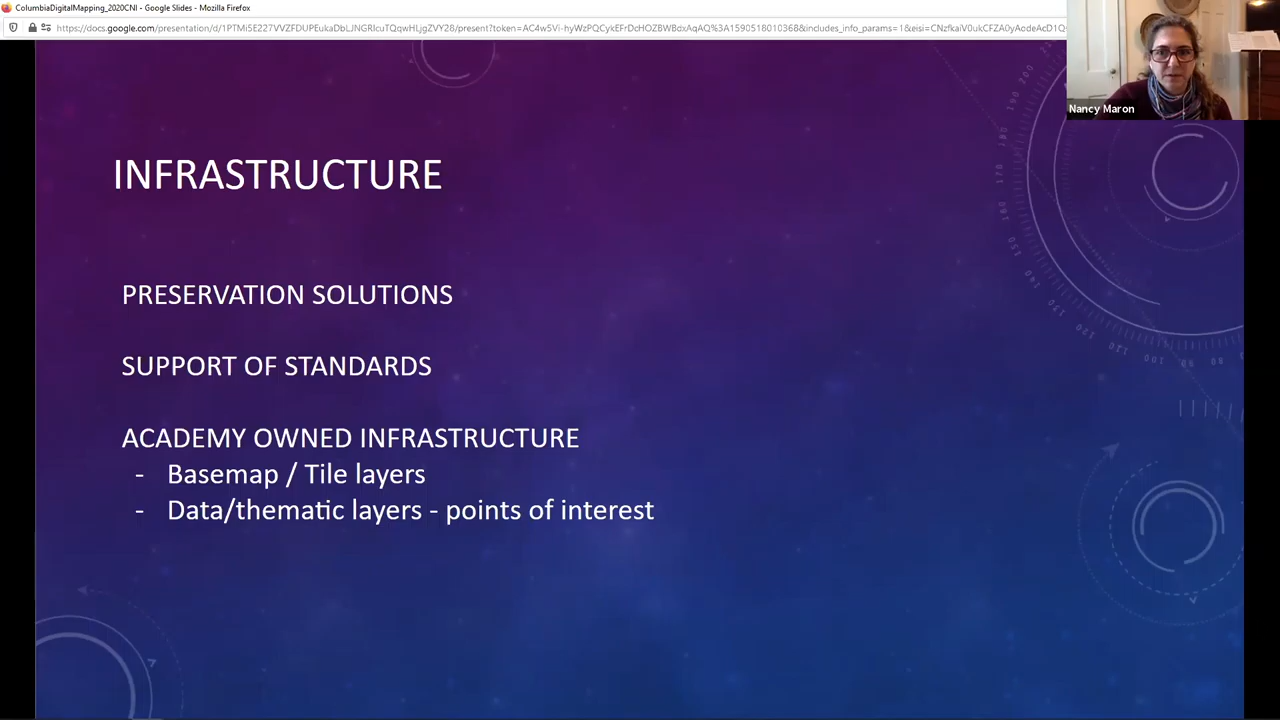 ColumbiaDigitalMapping_2020CNI - Google Slides - Mozilla Firefox
Nancy Maron
INFRASTRUCTURE
PRESERVATION SOLUTIONS
SUPPORT OF STANDARDS
ACADEMY OWNED INFRASTRUCTURE
- Basemap / Tile layers
- Data/thematic layers - points of interest